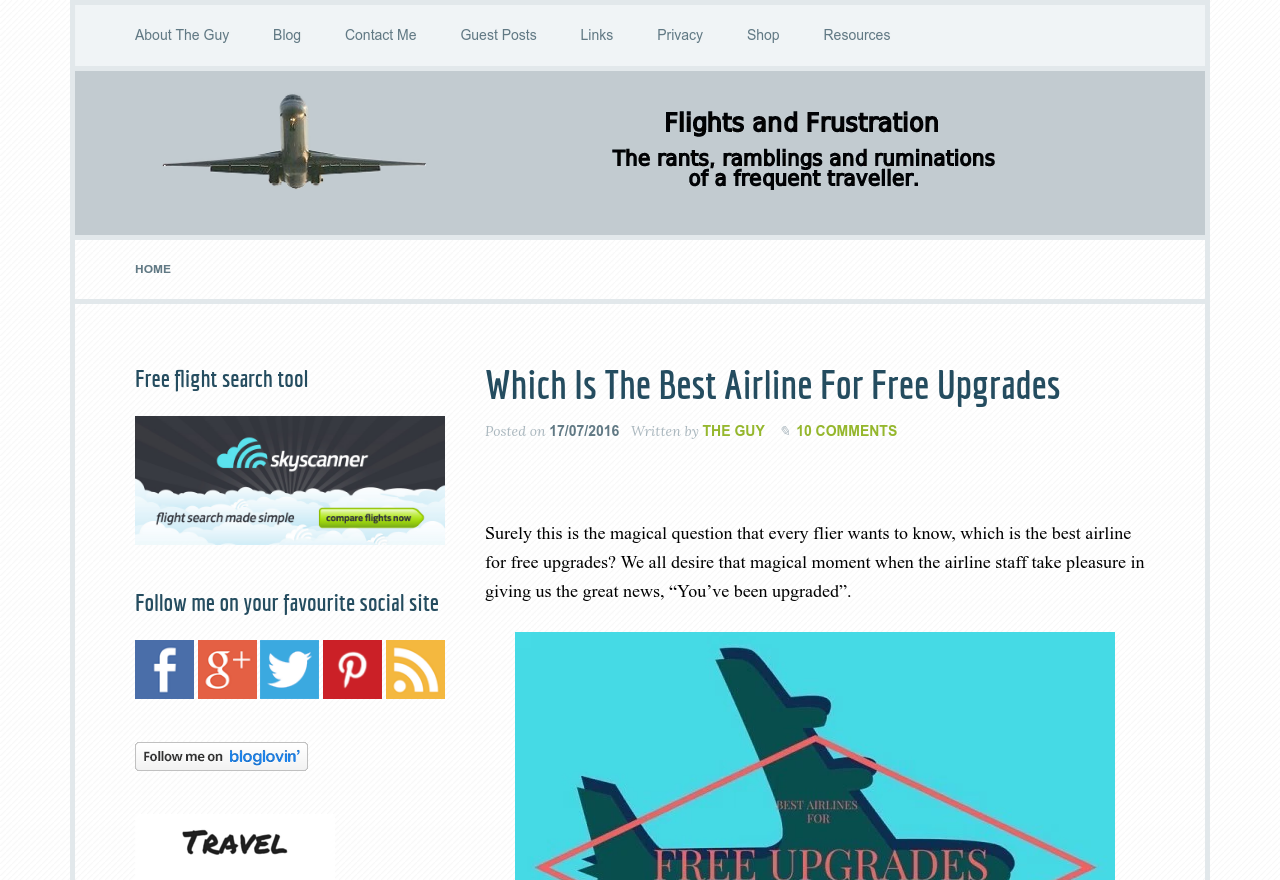 About The Guy
Blog
Contact Me
Guest Posts
Links
Privacy
Shop
Resources
Flights and Frustration
The rants, ramblings and ruminations
of a frequent traveller.
HOME
Free flight search tool
skyscanner
flight search made simple
compare flights now
Follow me on your favourite social site
f
g+
Follow me on bloglovin'
TRAVEL
Which Is The Best Airline For Free Upgrades
Posted on 17/07/2016 Written by THE GUY ✎ 10 COMMENTS
Surely this is the magical question that every flier wants to know, which is the best airline
for free upgrades? We all desire that magical moment when the airline staff take pleasure in
giving us the great news, “You’ve been upgraded”.
BEST AIRLINES
FOR
FREE UPGRADES